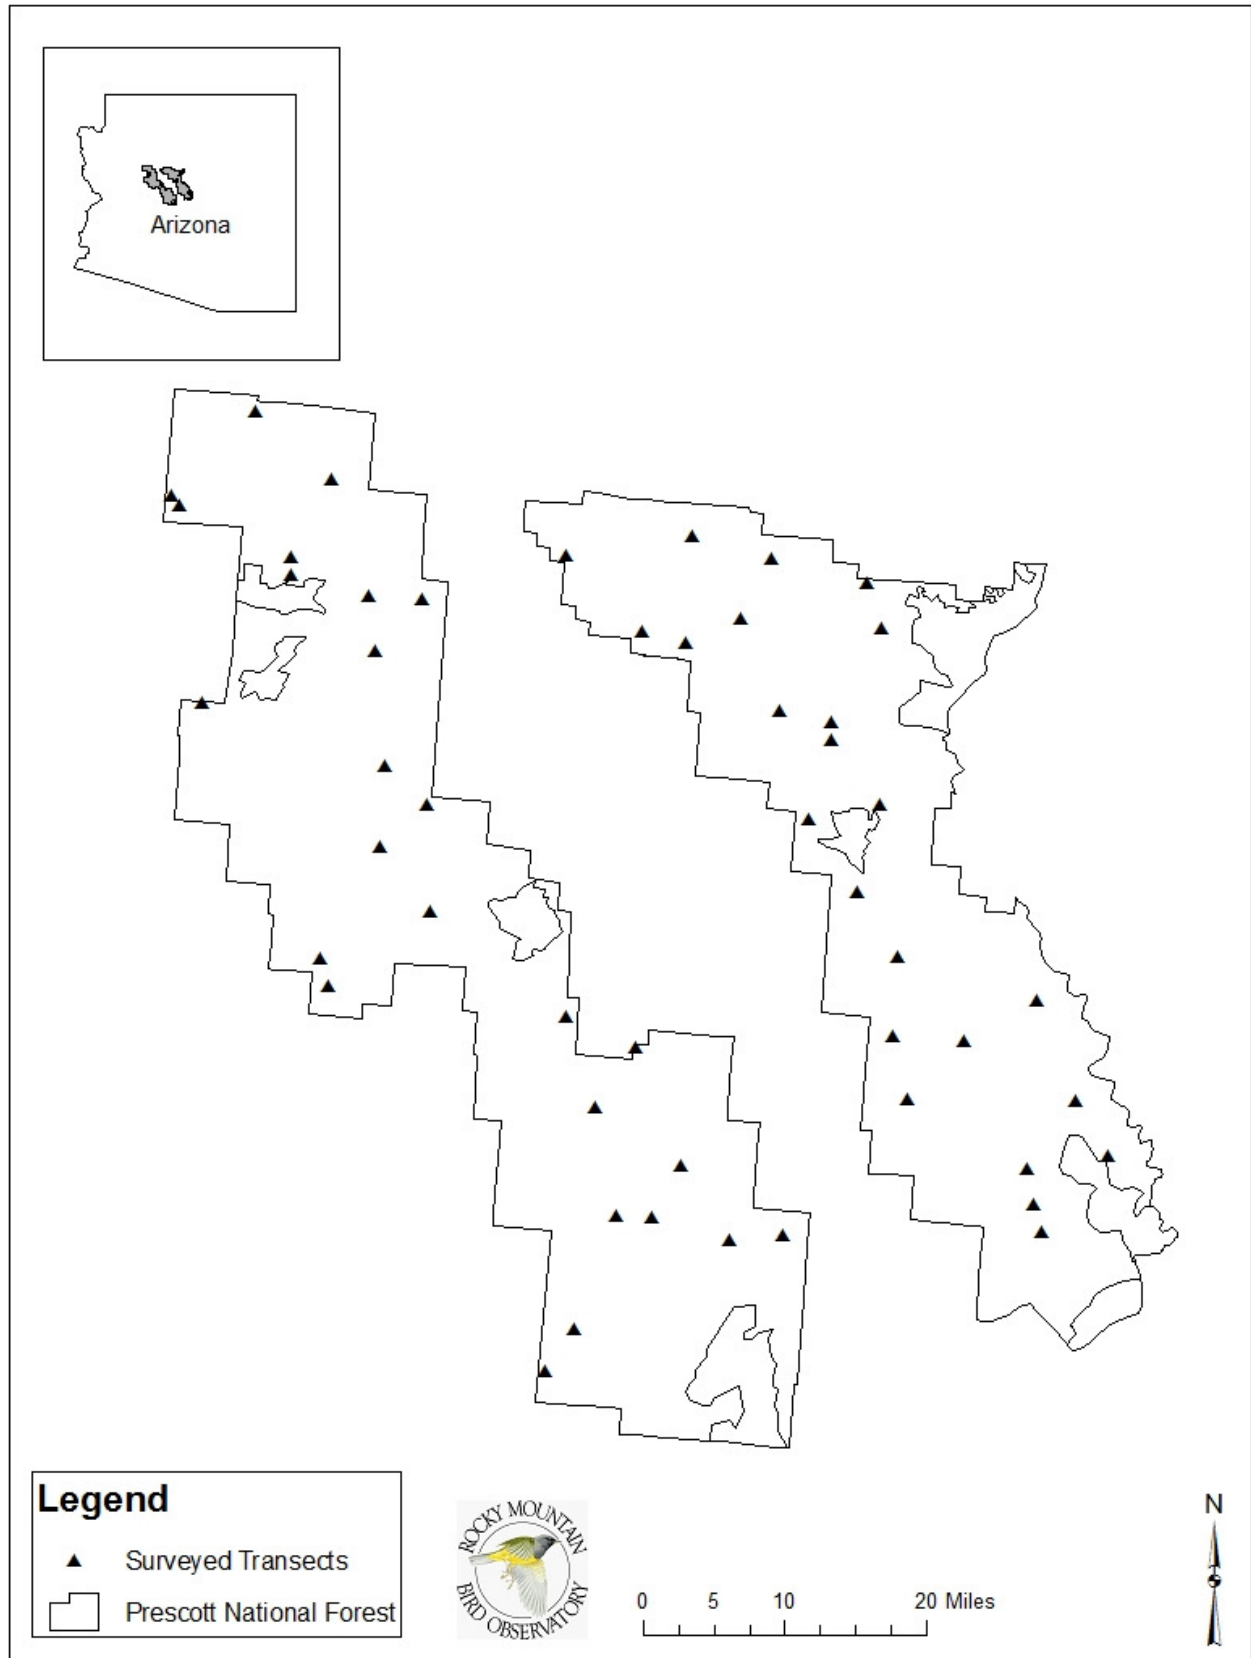 Arizona
Legend
Surveyed Transects
Prescott National Forest
ROCKY MOUNTAIN
BIRD OBSERVATORY
0 5 10 20 Miles
N